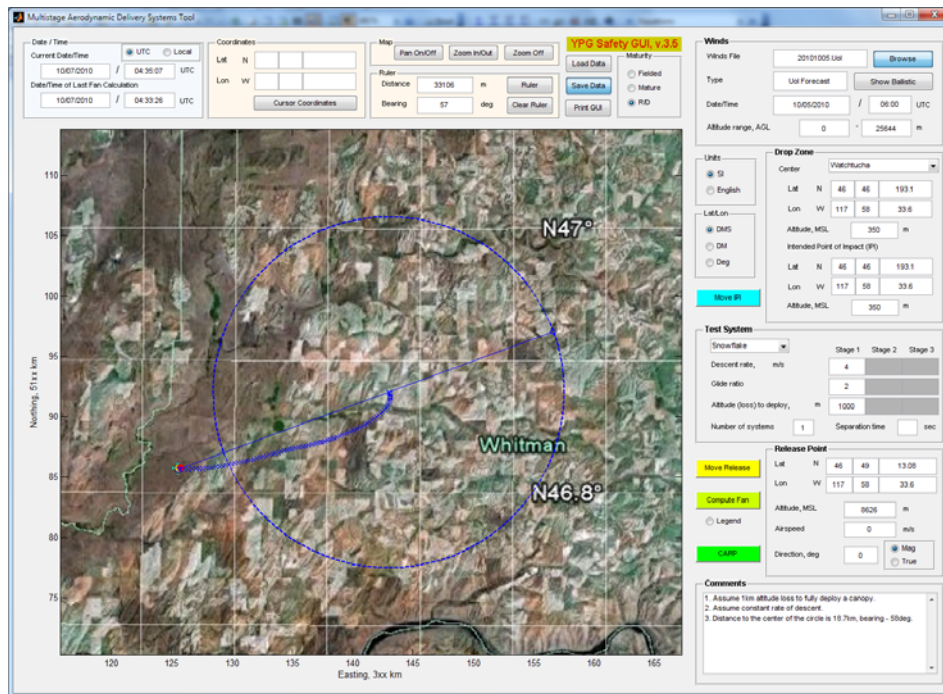 Multistage Aerodynamic Delivery Systems Tool
Date / Time
Current Date/Time
UTC
Local
10/07/2010 / 04:35:07 UTC
Date/Time of Last Fan Calculation
10/07/2010 / 04:33:26 UTC
Coordinates
Lat N
Lon W
Cursor Coordinates
Map
Pan On/Off
Zoom In/Out
Zoom Off
Ruler
Distance 33106 m
Ruler
Bearing 57 deg
Clear Ruler
YPG Safety GUI, v.3.5
Load Data
Save Data
Print GUI
Maturity
Fielded
Mature
R/D
Winds
Winds File 20101005.UoI
Browse
Type UoI Forecast
Show Ballistic
Date/Time 10/05/2010 / 06:00 UTC
Altitude range, AGL 0 - 25644 m
Units
SI
English
Lat/Lon
DMS
DM
Deg
Move IPI
Drop Zone
Center Watchtucha
Lat N 46 46 193.1
Lon W 117 58 33.6
Altitude, MSL 350 m
Intended Point of Impact (IPI)
Lat N 46 46 193.1
Lon W 117 58 33.6
Altitude, MSL 350 m
Test System
Snowflake
Stage 1 Stage 2 Stage 3
Descent rate, m/s 4
Glide ratio 2
Altitude (loss) to deploy, m 1000
Number of systems 1 Separation time sec
Move Release
Compute Fan
Legend
CARP
Release Point
Lat N 46 49 13.08
Lon W 117 58 33.6
Altitude, MSL 8626 m
Airspeed 0 m/s
Direction, deg 0
Mag
True
Comments
1. Assume 1km altitude loss to fully deploy a canopy.
2. Assume constant rate of descent.
3. Distance to the center of the circle is 18.7km, bearing - 58deg.
N47°
Whitman
N46.8°
110
105
100
95
90
85
80
75
Northing, 51xx km
120 125 130 135 140 145 150 155 160 165
Easting, 3xx km